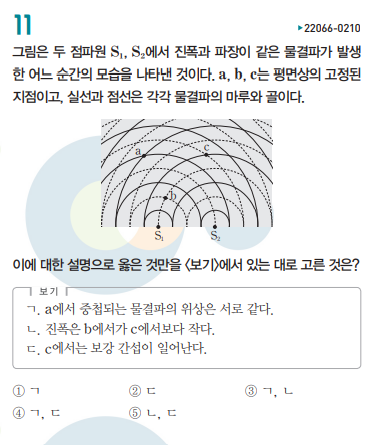 11
▸22066-0210
그림은 두 점파원 S₁, S₂에서 진폭과 파장이 같은 물결파가 발생
한 어느 순간의 모습을 나타낸 것이다. a, b, c는 평면상의 고정된
지점이고, 실선과 점선은 각각 물결파의 마루와 골이다.
a
c
b
S₁ S₂
이에 대한 설명으로 옳은 것만을 <보기>에서 있는 대로 고른 것은?
보기
ㄱ. a에서 중첩되는 물결파의 위상은 서로 같다.
ㄴ. 진폭은 b에서가 c에서보다 작다.
ㄷ. c에서는 보강 간섭이 일어난다.
① ㄱ ② ㄷ ③ ㄱ, ㄴ
④ ㄱ, ㄷ ⑤ ㄴ, ㄷ